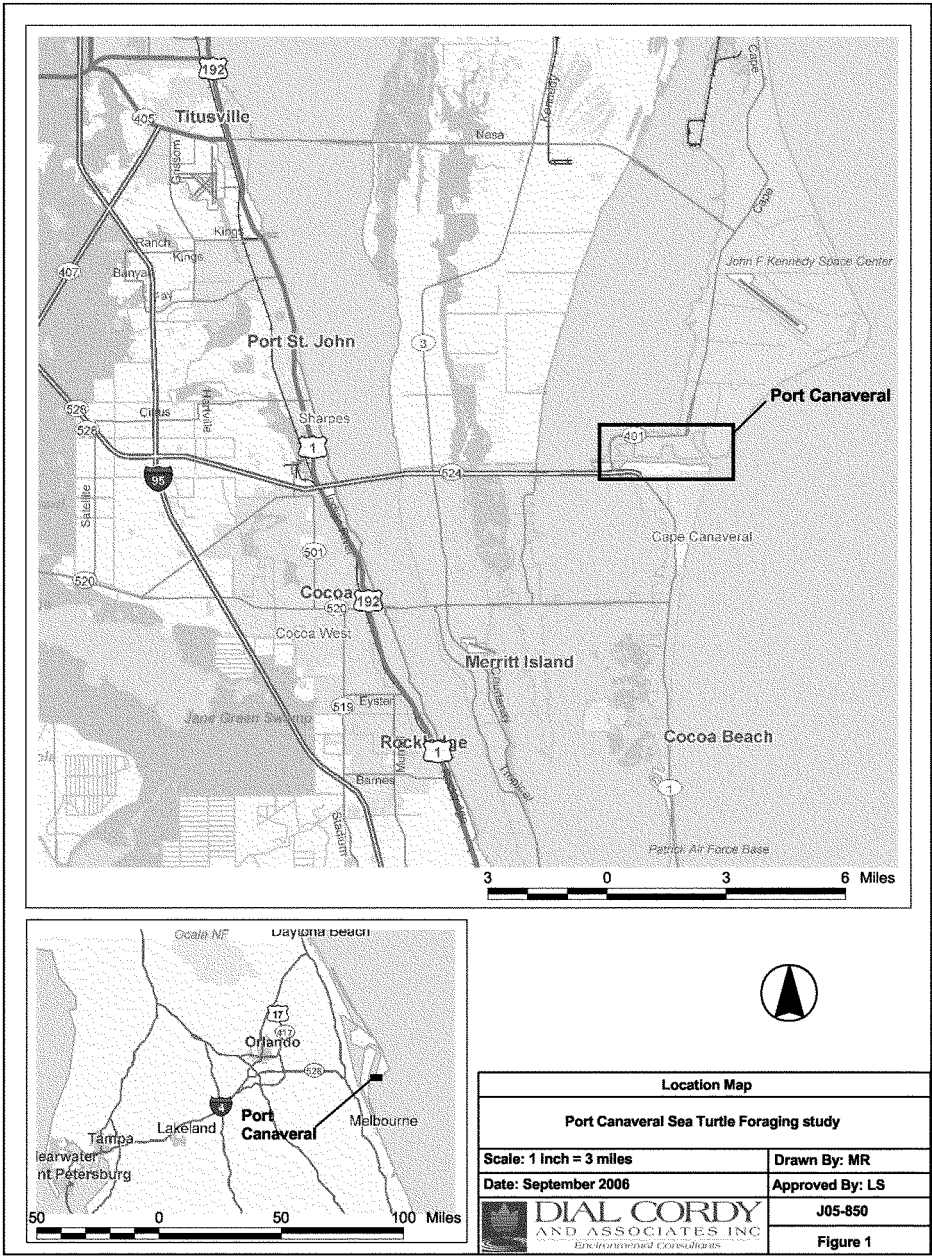 192
Cape
Kennedy
405
Titusville
Nasa
Grissom
Cape
Kings
Ranch
Kings
John F Kennedy Space Center
407
Banyan
Fay
Port St. John
3
Port Canaveral
528
Citrus
Hartville
Sharpes
528
401
1
524
95
Satellite
Cape Canaveral
501
520
Cocoa
192
520
Cocoa West
Merritt Island
Courtenay
519
Eyster
Jane Green Swamp
Rockledge
1
Cocoa Beach
Barnes
Tropical
1
Stadium
Patrick Air Force Base
3 0 3 6 Miles
Ocala NF
Daytona Beach
17
417
Orlando
528
4
Port
Canaveral
Lakeland
Melbourne
Tampa
learwater
nt Petersburg
50 0 50 100 Miles
Location Map
Port Canaveral Sea Turtle Foraging study
Scale: 1 inch = 3 miles
Drawn By: MR
Date: September 2006
Approved By: LS
DIAL CORDY
AND ASSOCIATES INC
Environmental Consultants
J05-850
Figure 1